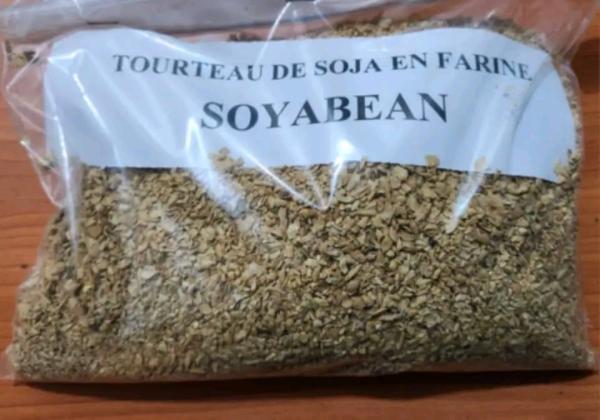 TOURTEAU DE SOJA EN FARINE
SOYABEAN